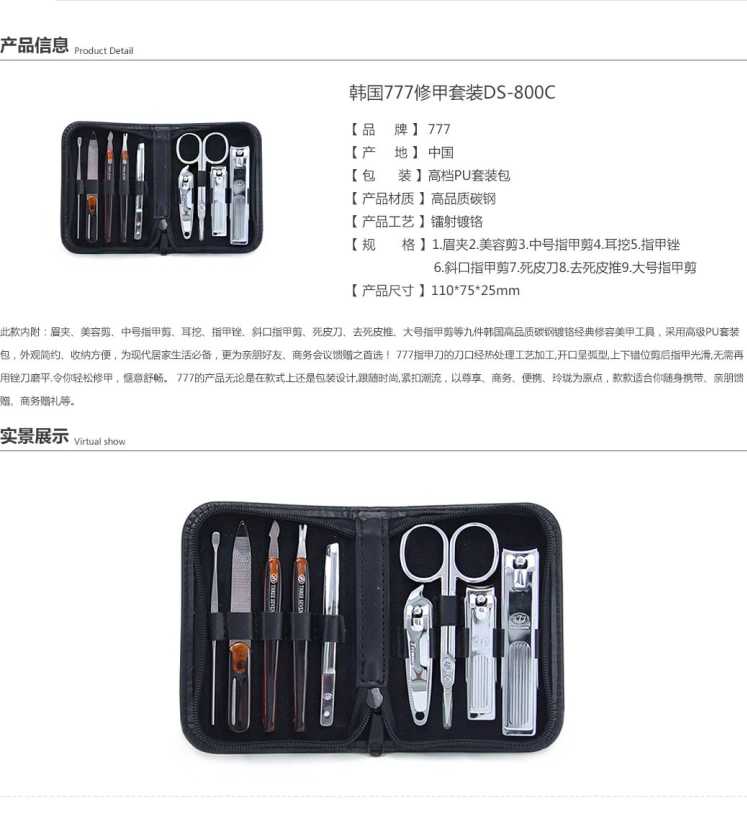 产品信息 Product Detail
韩国777修甲套装DS-800C
【 品 牌 】 777
【 产 地 】 中国
【 包 装 】高档PU套装包
【 产品材质 】高品质碳钢
【 产品工艺 】镭射镀铬
【 规 格 】1.眉夹2.美容剪3.中号指甲剪4.耳挖5.指甲锉
6.斜口指甲剪7.死皮刀8.去死皮推9.大号指甲剪
【 产品尺寸 】110*75*25mm
此款内附：眉夹、美容剪、中号指甲剪、耳挖、指甲锉、斜口指甲剪、死皮刀、去死皮推、大号指甲剪等九件韩国高品质碳钢镀铬经典修容美甲工具，采用高级PU套装
包，外观简约、收纳方便，为现代居家生活必备，更为亲朋好友、商务会议馈赠之首选！ 777指甲刀的刀口经热处理工艺加工,开口呈弧型,上下错位剪后指甲光滑,无需再
用锉刀磨平.令你轻松修甲，惬意舒畅。 777的产品无论是在款式上还是包装设计,跟随时尚,紧扣潮流，以尊享、商务、便携、玲珑为原点，款款适合你随身携带、亲朋馈
赠、商务赠礼等。
实景展示 Virtual show
THREE SEVEN
THREE SEVEN